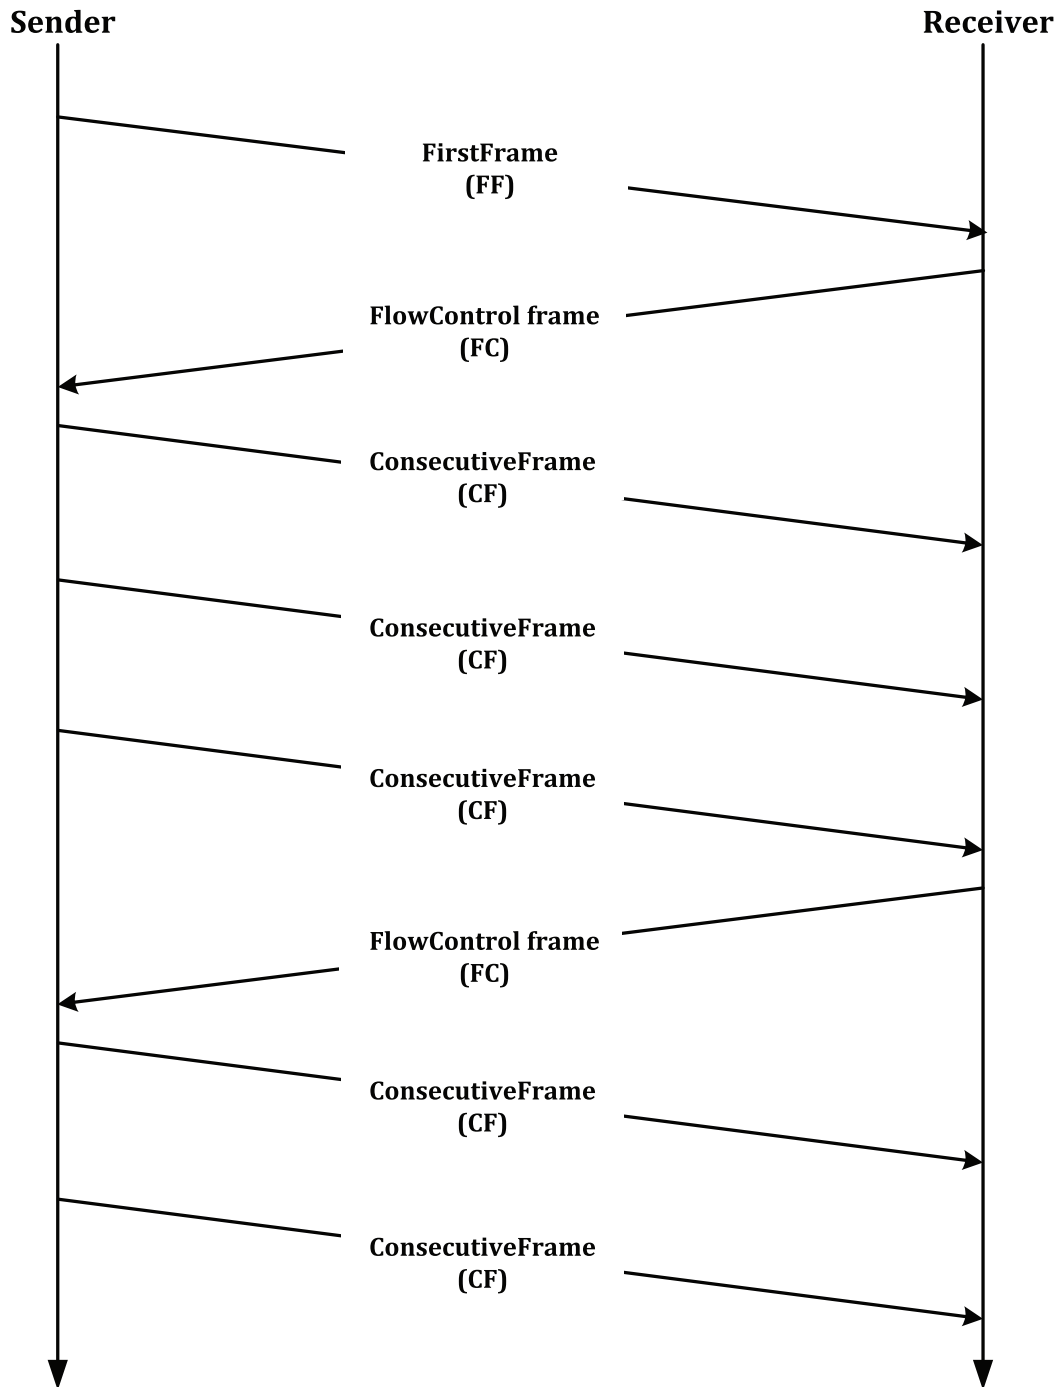 Sender
Receiver
FirstFrame
(FF)
FlowControl frame
(FC)
ConsecutiveFrame
(CF)
ConsecutiveFrame
(CF)
ConsecutiveFrame
(CF)
FlowControl frame
(FC)
ConsecutiveFrame
(CF)
ConsecutiveFrame
(CF)